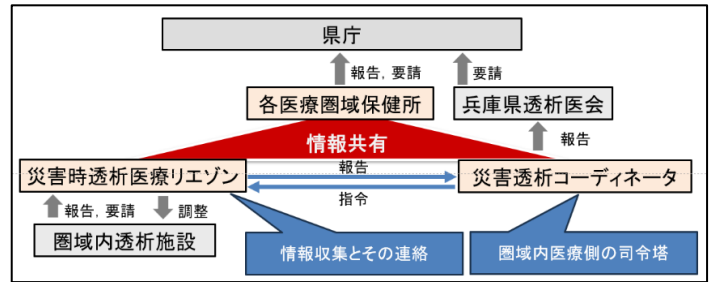 県庁
報告，要請
要請
各医療圏域保健所
兵庫県透析医会
情報共有
報告
災害時透析医療リエゾン
報告
指令
災害透析コーディネータ
報告，要請
調整
圏域内透析施設
情報収集とその連絡
圏域内医療側の司令塔